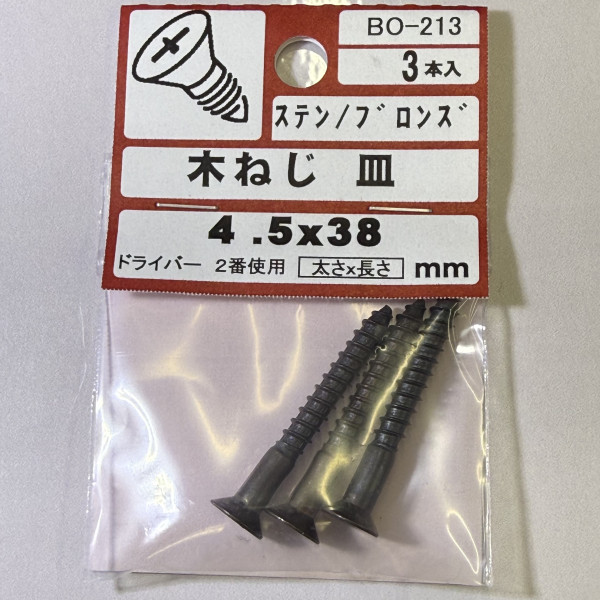 BO-213
3本入
ステン/ブロンズ
木ねじ 皿
4.5x38
ドライバー 2番使用 太さx長さ mm